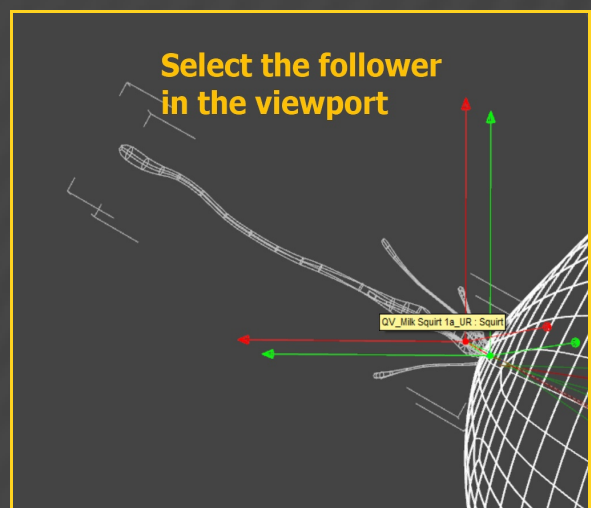 Select the follower
in the viewport
QV_Milk Squirt 1a_UR : Squirt